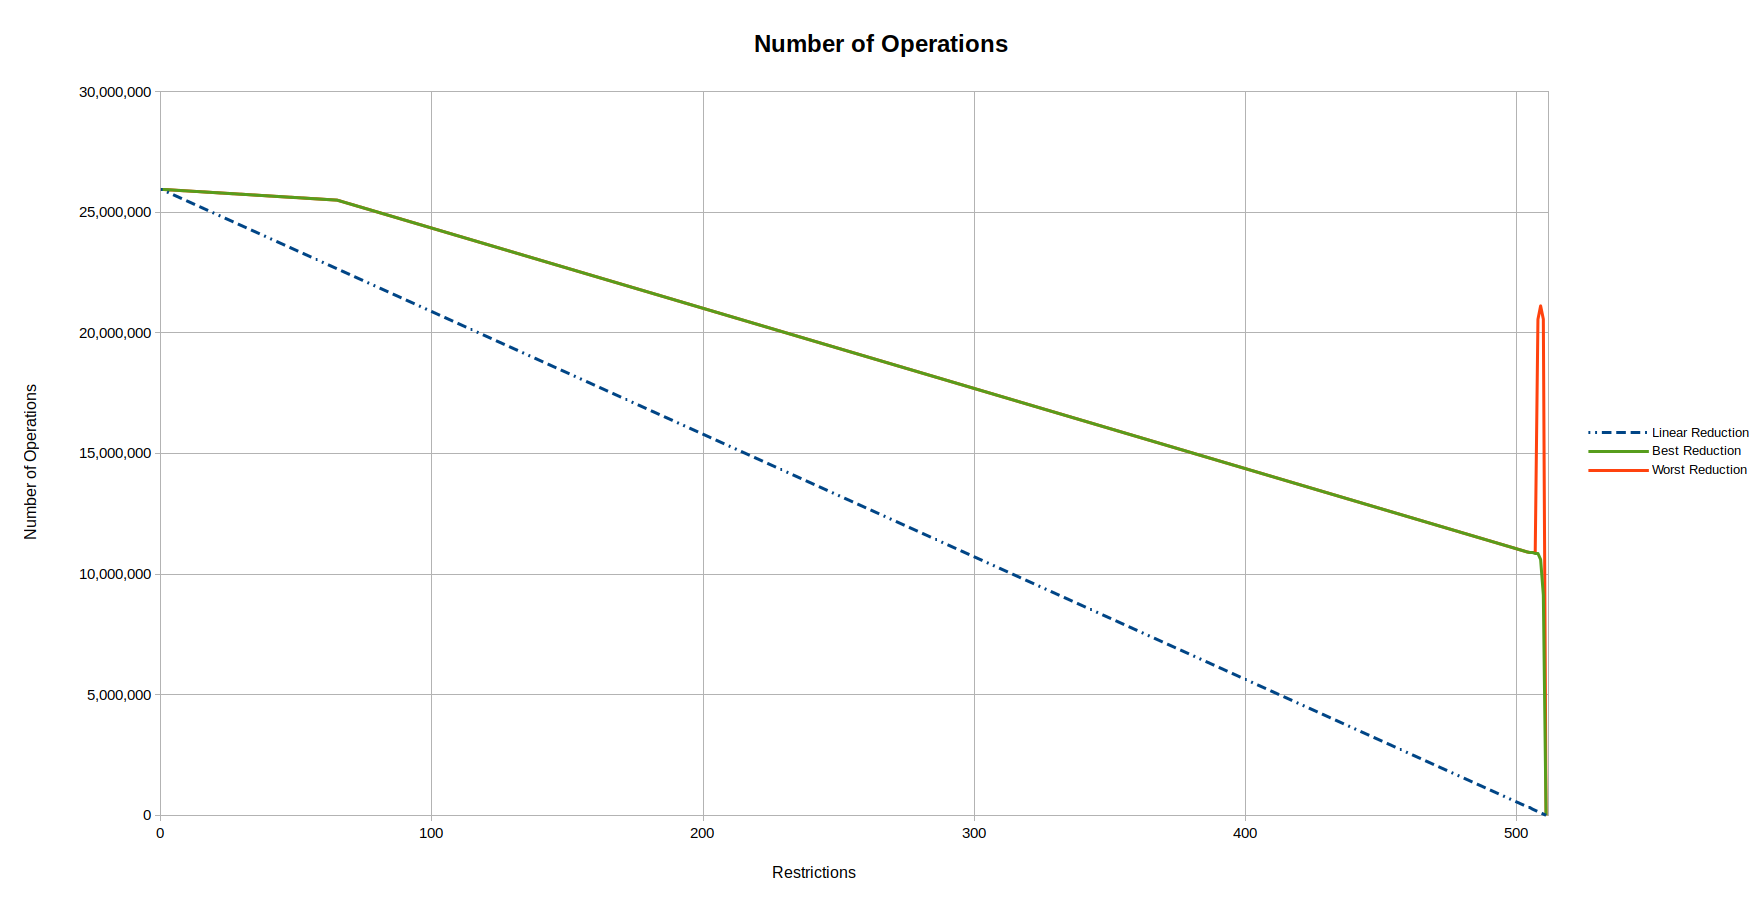 Number of Operations
30,000,000
25,000,000
20,000,000
15,000,000
10,000,000
5,000,000
0
Number of Operations
0 100 200 300 400 500
Restrictions
Linear Reduction
Best Reduction
Worst Reduction